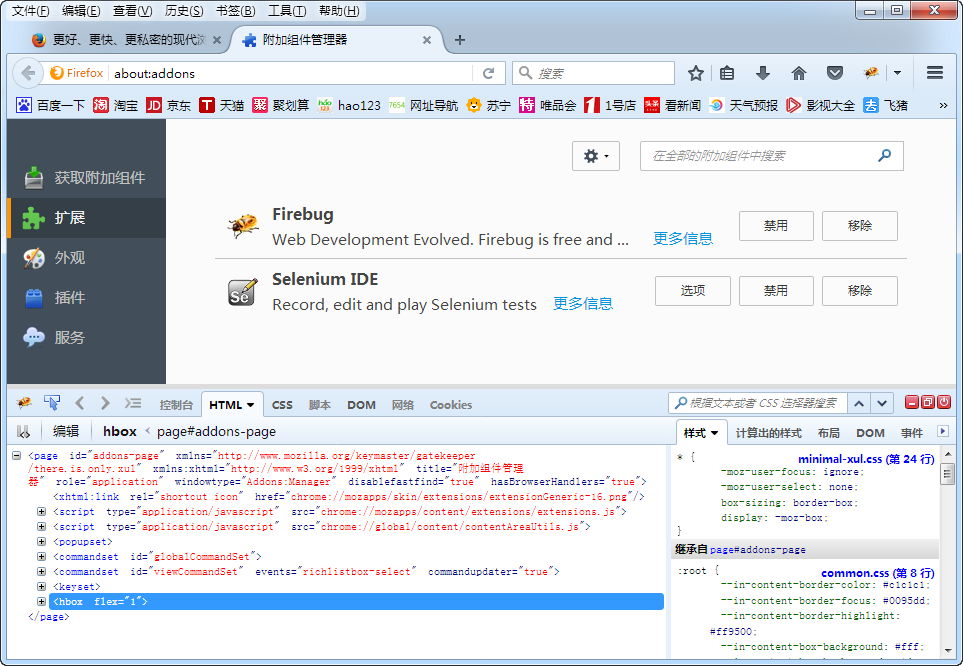 文件(F) 编辑(E) 查看(V) 历史(S) 书签(B) 工具(T) 帮助(H)
更好、更快、更私密的现代浏 附加组件管理器
Firefox about:addons 搜索
百度一下 淘宝 JD 京东 T 天猫 聚 聚划算 hao123 网址导航 苏宁 特 唯品会 1 1号店 头条 看新闻 天气预报 影视大全 去 飞猪 »
获取附加组件
扩展
外观
插件
服务
在全部的附加组件中搜索
Firebug
Web Development Evolved. Firebug is free and ... 更多信息 禁用 移除
Selenium IDE
Record, edit and play Selenium tests 更多信息 选项 禁用 移除
Se
控制台 HTML CSS 脚本 DOM 网络 Cookies 根据文本或者 CSS 选择器搜索
编辑 hbox < page#addons-page
样式 计算出的样式 布局 DOM 事件
<page id="addons-page" xmlns="http://www.mozilla.org/keymaster/gatekeeper
/there.is.only.xul" xmlns:xhtml="http://www.w3.org/1999/xhtml" title="附加组件管理
器" role="application" windowtype="Addons:Manager" disablefastfind="true" hasBrowserHandlers="true">
<xhtml:link rel="shortcut icon" href="chrome://mozapps/skin/extensions/extensionGeneric-16.png"/>
<script type="application/javascript" src="chrome://mozapps/content/extensions/extensions.js">
<script type="application/javascript" src="chrome://global/content/contentAreaUtils.js">
<popupset>
<commandset id="globalCommandSet">
<commandset id="viewCommandSet" events="richlistbox-select" commandupdater="true">
<keyset>
<hbox flex="1">
</page>
* { minimal-xul.css (第 24 行)
-moz-user-focus: ignore;
-moz-user-select: none;
box-sizing: border-box;
display: -moz-box;
}
继承自 page#addons-page
:root { common.css (第 8 行)
--in-content-border-color: #c1c1c1;
--in-content-border-focus: #0095dd;
--in-content-border-highlight:
#ff9500;
--in-content-box-background: #fff;